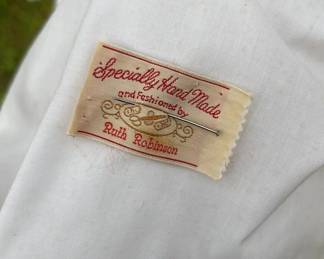 Specially Hand Made
and Fashioned by
Ruth Robinson